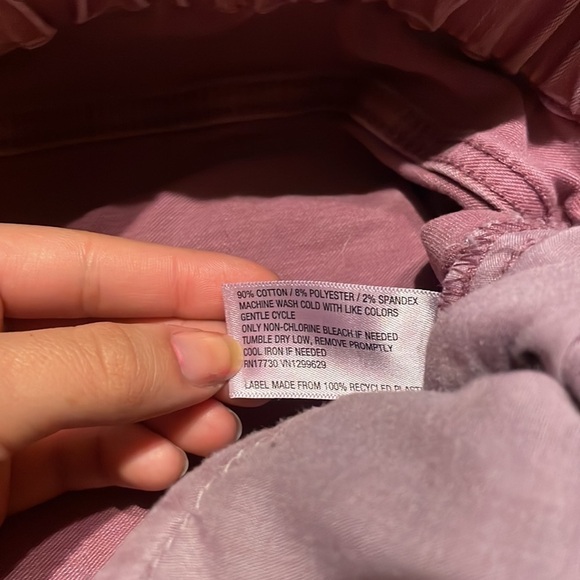 90% COTTON / 8% POLYESTER / 2% SPANDEX
MACHINE WASH COLD WITH LIKE COLORS
GENTLE CYCLE
ONLY NON-CHLORINE BLEACH IF NEEDED
TUMBLE DRY LOW, REMOVE PROMPTLY
COOL IRON IF NEEDED
RN17730 VN1299629
LABEL MADE FROM 100% RECYCLED PLAST